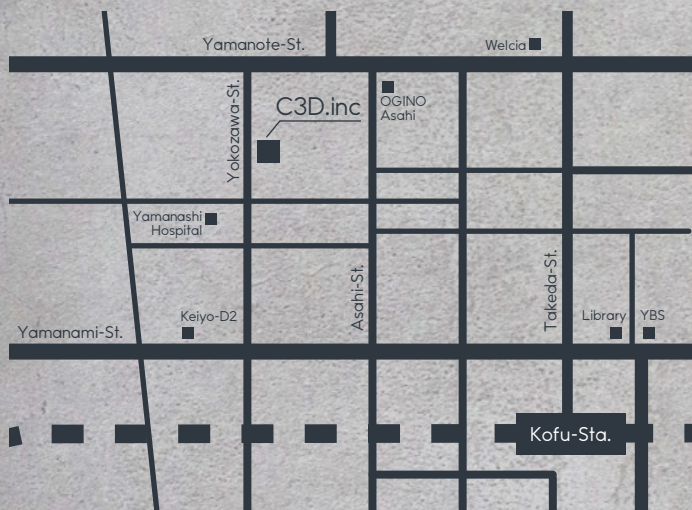 Yamanote-St.
Welcia
Yokozawa-St.
C3D.inc
OGINO
Asahi
Yamanashi
Hospital
Asahi-St.
Takeda-St.
Keiyo-D2
Library
YBS
Yamanami-St.
Kofu-Sta.